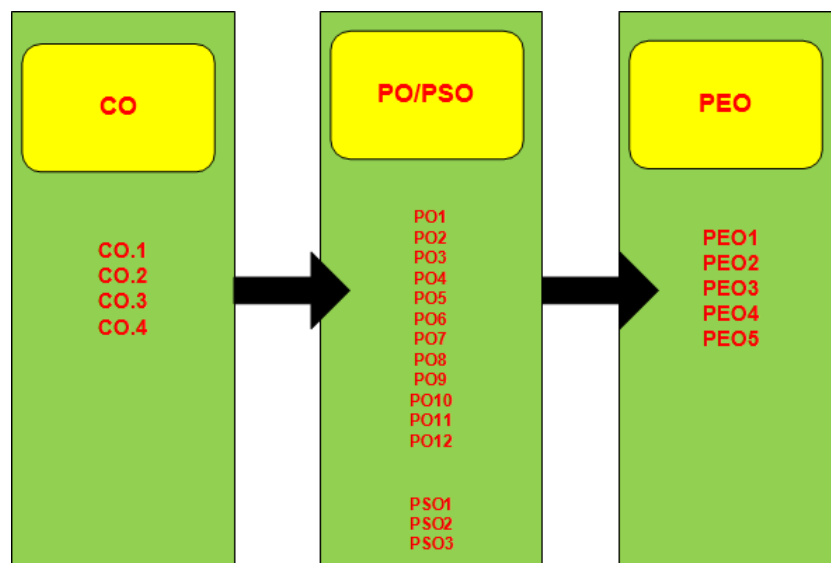 CO
CO.1
CO.2
CO.3
CO.4
PO/PSO
PO1
PO2
PO3
PO4
PO5
PO6
PO7
PO8
PO9
PO10
PO11
PO12
PSO1
PSO2
PSO3
PEO
PEO1
PEO2
PEO3
PEO4
PEO5